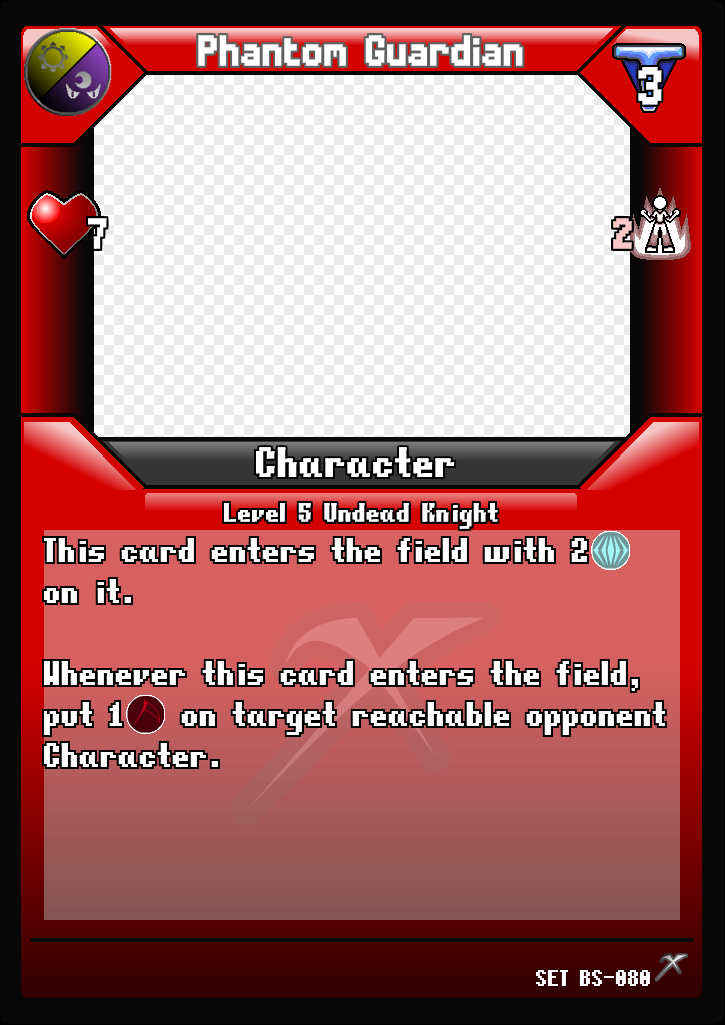 Phantom Guardian
3
7
2
Character
Level 5 Undead Knight
This card enters the field with 2
on it.
Whenever this card enters the field,
put 1 on target reachable opponent
Character.
SET BS-080